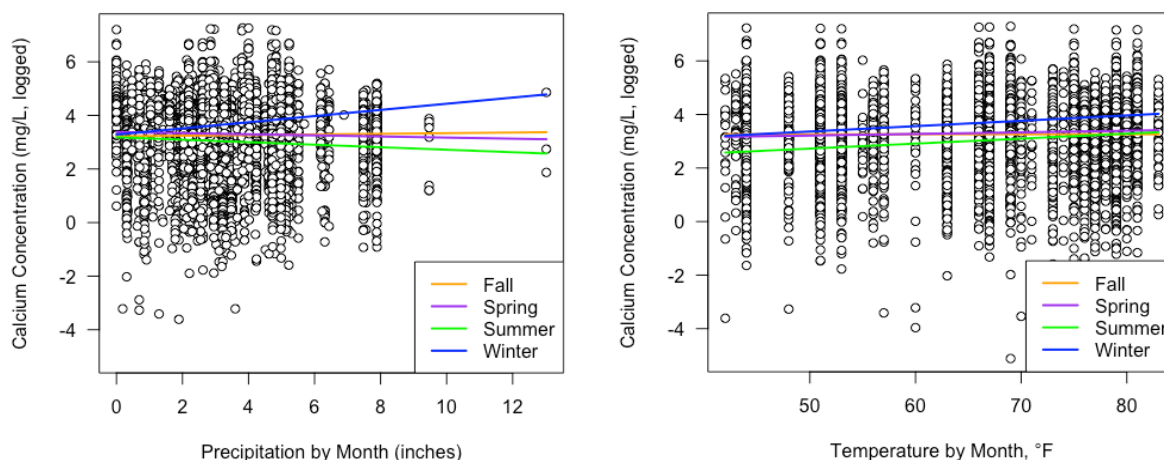 Calcium Concentration (mg/L, logged)
6
4
2
0
-2
-4
0
2
4
6
8
10
12
Precipitation by Month (inches)
Fall
Spring
Summer
Winter
Calcium Concentration (mg/L, logged)
6
4
2
0
-2
-4
50
60
70
80
Temperature by Month, °F
Fall
Spring
Summer
Winter